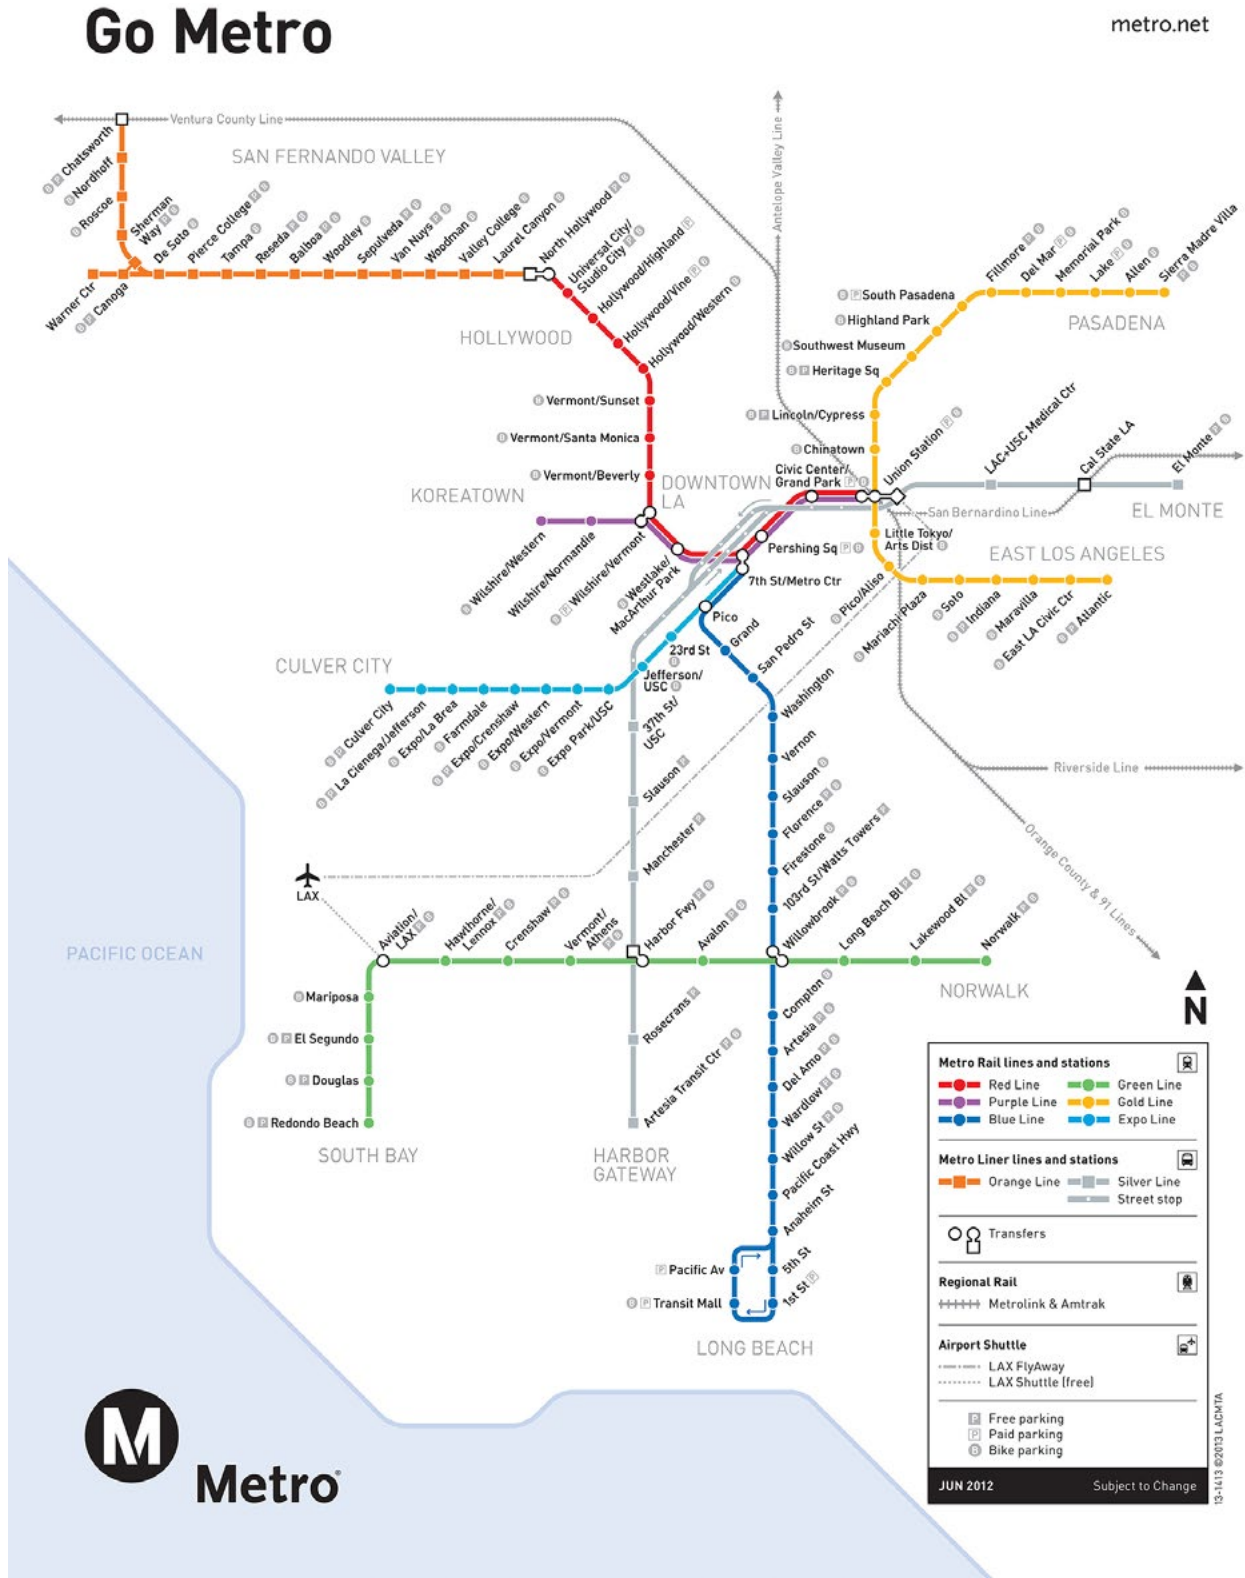 Go Metro
metro.net
Ventura County Line
Antelope Valley Line
SAN FERNANDO VALLEY
B P Chatsworth
B Nordhoff
B Roscoe
Sherman
Way P B
De Soto B
Pierce College P B
Tampa B
Reseda P B
Balboa P B
Woodley B
Sepulveda P B
Van Nuys P B
Woodman B
Valley College B
Laurel Canyon B
North Hollywood P B
Warner Ctr
B P Canoga
Universal City/
Studio City P B
Hollywood/Highland P
Hollywood/Vine P B
Hollywood/Western B
HOLLYWOOD
B Vermont/Sunset
B Vermont/Santa Monica
B Vermont/Beverly
KOREATOWN
DOWNTOWN
LA
Fillmore P B
Del Mar P B
Memorial Park B
Lake P B
Allen B
Sierra Madre Villa
P B
B P South Pasadena
B Highland Park
B Southwest Museum
B P Heritage Sq
B P Lincoln/Cypress
B Chinatown
PASADENA
Civic Center/
Grand Park P B
Union Station P B
LAC+USC Medical Ctr
Cal State LA
El Monte P B
San Bernardino Line
EL MONTE
Little Tokyo/
Arts Dist B
EAST LOS ANGELES
B Pico/Aliso
B Mariachi Plaza
B Soto
B P Indiana
B Maravilla
B East LA Civic Ctr
B P Atlantic
B Wilshire/Western
Wilshire/Normandie
B P Wilshire/Vermont
B Westlake/
MacArthur Park
Pershing Sq P B
7th St/Metro Ctr
Pico
Grand
San Pedro St
Washington
Vernon
Slauson B
Florence P B
Firestone B
103rd St/Watts Towers P
Willowbrook P B
CULVER CITY
23rd St
B
Jefferson/
USC B
37th St/
USC
Slauson P
Manchester P
Harbor Fwy P B
B P Culver City
B P La Cienega/Jefferson
B Expo/La Brea
B Farmdale
B P Expo/Crenshaw
B Expo/Western
B Expo/Vermont
B Expo Park/USC
Riverside Line
Orange County & 91 Lines
LAX
Aviation/
LAX P B
Hawthorne/
Lennox P B
Crenshaw P B
Vermont/
Athens
P B
Avalon P B
Long Beach Bl P B
Lakewood Bl P B
Norwalk P B
NORWALK
PACIFIC OCEAN
B Mariposa
B P El Segundo
B P Douglas
B P Redondo Beach
SOUTH BAY
Rosecrans P
Artesia Transit Ctr P B
HARBOR
GATEWAY
Compton B
Artesia P B
Del Amo P B
Wardlow P B
Willow St P B
Pacific Coast Hwy
Anaheim St
5th St
1st St P
P Pacific Av
B P Transit Mall
LONG BEACH
N
Metro Rail lines and stations
Red Line
Green Line
Purple Line
Gold Line
Blue Line
Expo Line
Metro Liner lines and stations
Orange Line
Silver Line
Street stop
Transfers
Regional Rail
Metrolink & Amtrak
Airport Shuttle
LAX FlyAway
LAX Shuttle (free)
P Free parking
P Paid parking
B Bike parking
JUN 2012
Subject to Change
13-1413 ©2013 LACMTA
M
Metro®